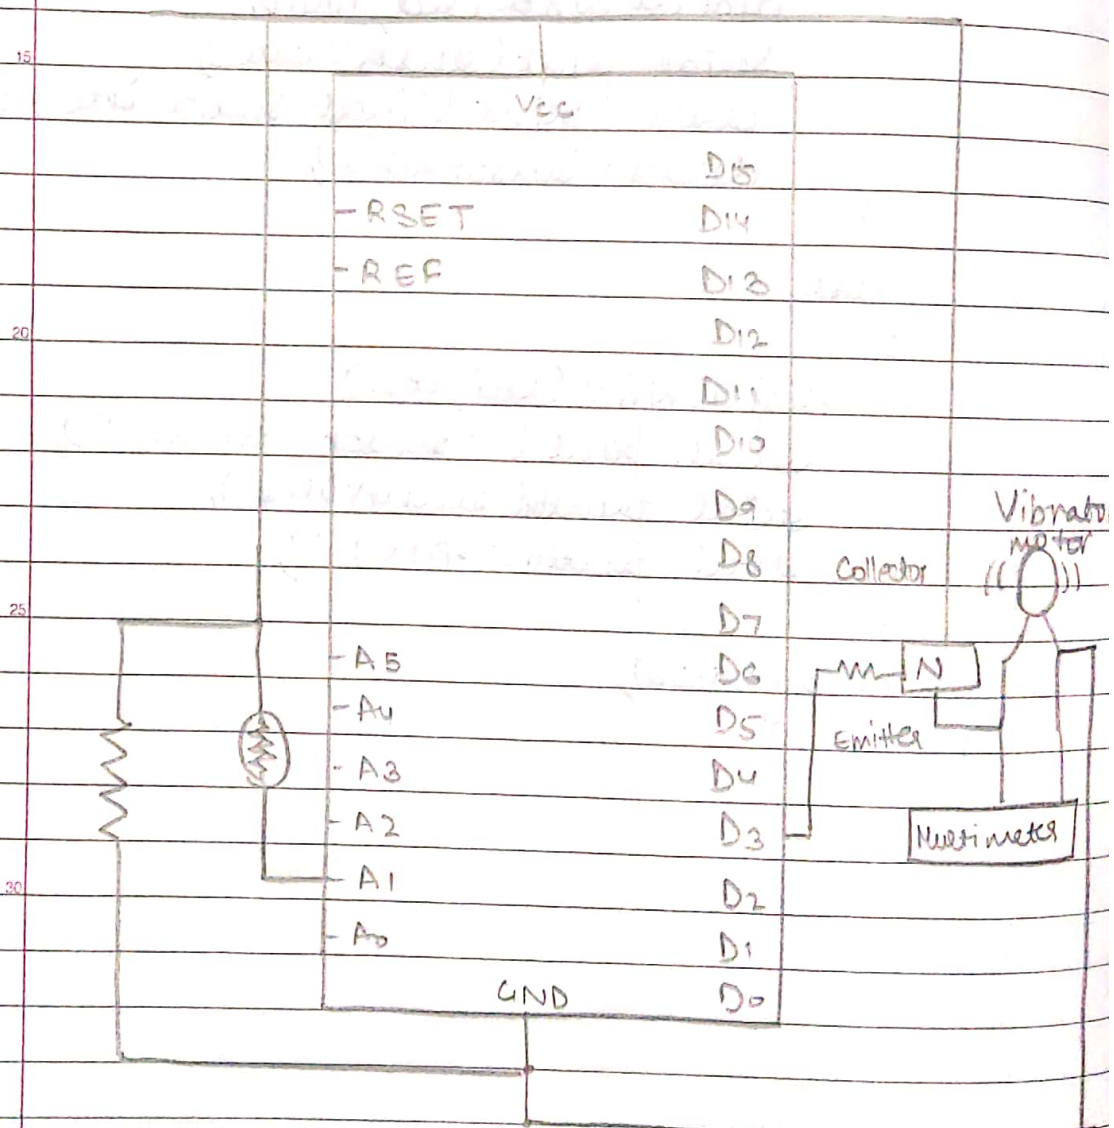 15
Vcc
D15
-RSET
D14
-REF
D13
20
D12
D11
D10
D9
Vibrato
motor
D8
Collector
25
D7
-A5
D6
N
-A4
D5
Emitter
-A3
D4
-A2
D3
Multimeter
30
-A1
D2
-A0
D1
GND
D0